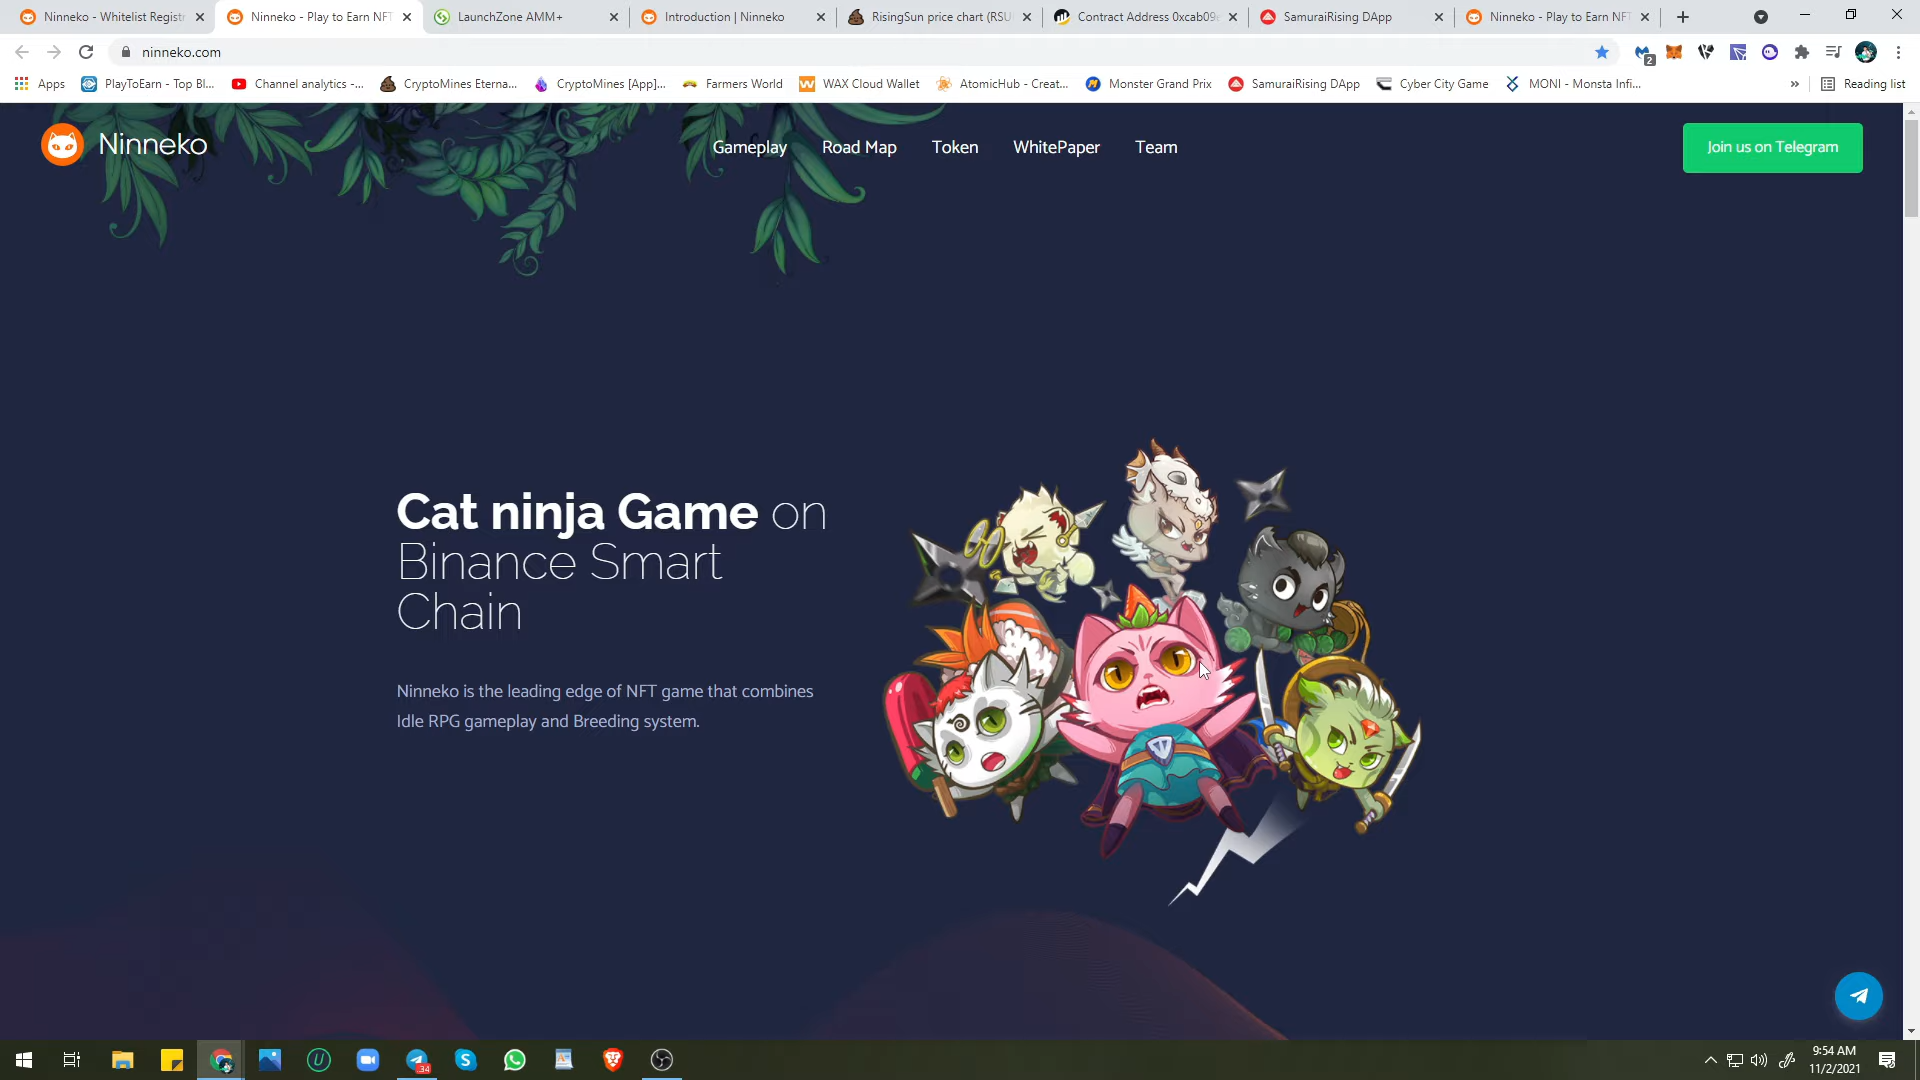 Ninneko - Whitelist Registr
Ninneko - Play to Earn NFT
LaunchZone AMM+
Introduction | Ninneko
RisingSun price chart (RSU
Contract Address 0xcab09
SamuraiRising DApp
Ninneko - Play to Earn NFT
ninneko.com
2
Apps
PlayToEarn - Top Bl...
Channel analytics -...
CryptoMines Eterna...
CryptoMines [App]...
Farmers World
WAX Cloud Wallet
AtomicHub - Creat...
Monster Grand Prix
SamuraiRising DApp
Cyber City Game
MONI - Monsta Infi...
»
Reading list
Ninneko
Gameplay
Road Map
Token
WhitePaper
Team
Join us on Telegram
Cat ninja Game on
Binance Smart
Chain
Ninneko is the leading edge of NFT game that combines
Idle RPG gameplay and Breeding system.
34
9:54 AM
11/2/2021